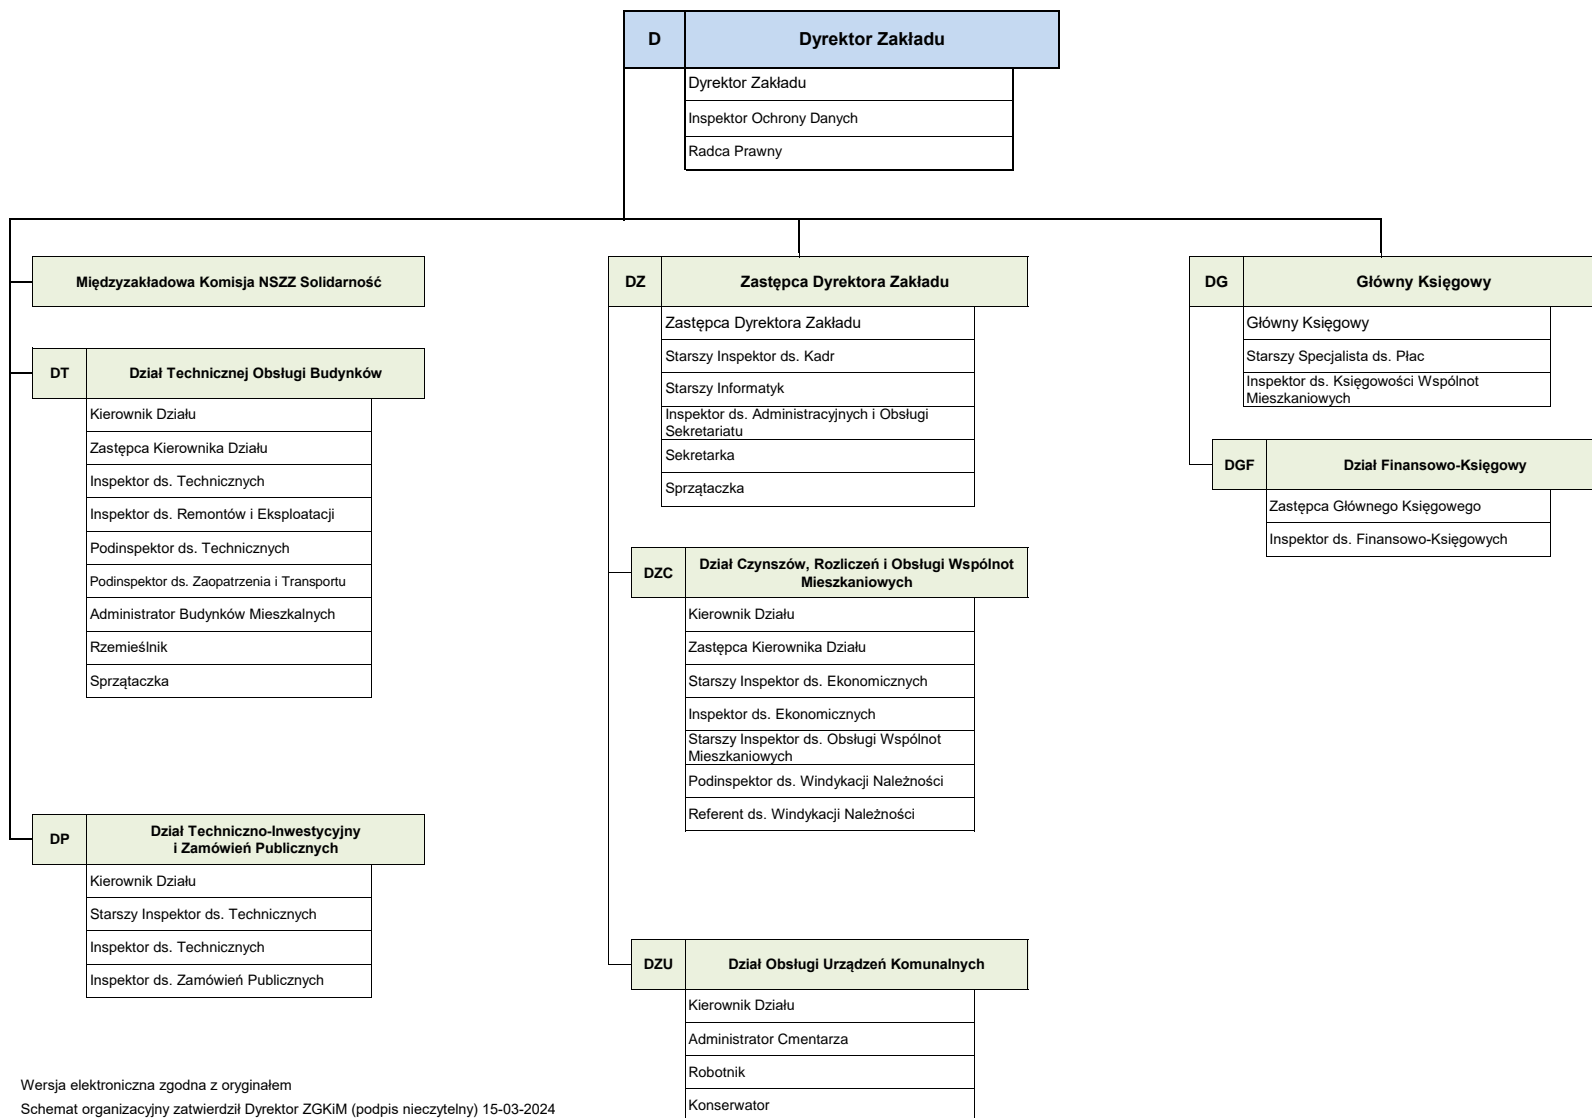 D
Dyrektor Zakładu
Dyrektor Zakładu
Inspektor Ochrony Danych
Radca Prawny
Międzyzakładowa Komisja NSZZ Solidarność
DT
Dział Technicznej Obsługi Budynków
Kierownik Działu
Zastępca Kierownika Działu
Inspektor ds. Technicznych
Inspektor ds. Remontów i Eksploatacji
Podinspektor ds. Technicznych
Podinspektor ds. Zaopatrzenia i Transportu
Administrator Budynków Mieszkalnych
Rzemieślnik
Sprzątaczka
DP
Dział Techniczno-Inwestycyjny
i Zamówień Publicznych
Kierownik Działu
Starszy Inspektor ds. Technicznych
Inspektor ds. Technicznych
Inspektor ds. Zamówień Publicznych
DZ
Zastępca Dyrektora Zakładu
Zastępca Dyrektora Zakładu
Starszy Inspektor ds. Kadr
Starszy Informatyk
Inspektor ds. Administracyjnych i Obsługi
Sekretariatu
Sekretarka
Sprzątaczka
DZC
Dział Czynszów, Rozliczeń i Obsługi Wspólnot
Mieszkaniowych
Kierownik Działu
Zastępca Kierownika Działu
Starszy Inspektor ds. Ekonomicznych
Inspektor ds. Ekonomicznych
Starszy Inspektor ds. Obsługi Wspólnot
Mieszkaniowych
Podinspektor ds. Windykacji Należności
Referent ds. Windykacji Należności
DZU
Dział Obsługi Urządzeń Komunalnych
Kierownik Działu
Administrator Cmentarza
Robotnik
Konserwator
DG
Główny Księgowy
Główny Księgowy
Starszy Specjalista ds. Płac
Inspektor ds. Księgowości Wspólnot
Mieszkaniowych
DGF
Dział Finansowo-Księgowy
Zastępca Głównego Księgowego
Inspektor ds. Finansowo-Księgowych
Wersja elektroniczna zgodna z oryginałem
Schemat organizacyjny zatwierdził Dyrektor ZGKiM (podpis nieczytelny) 15-03-2024